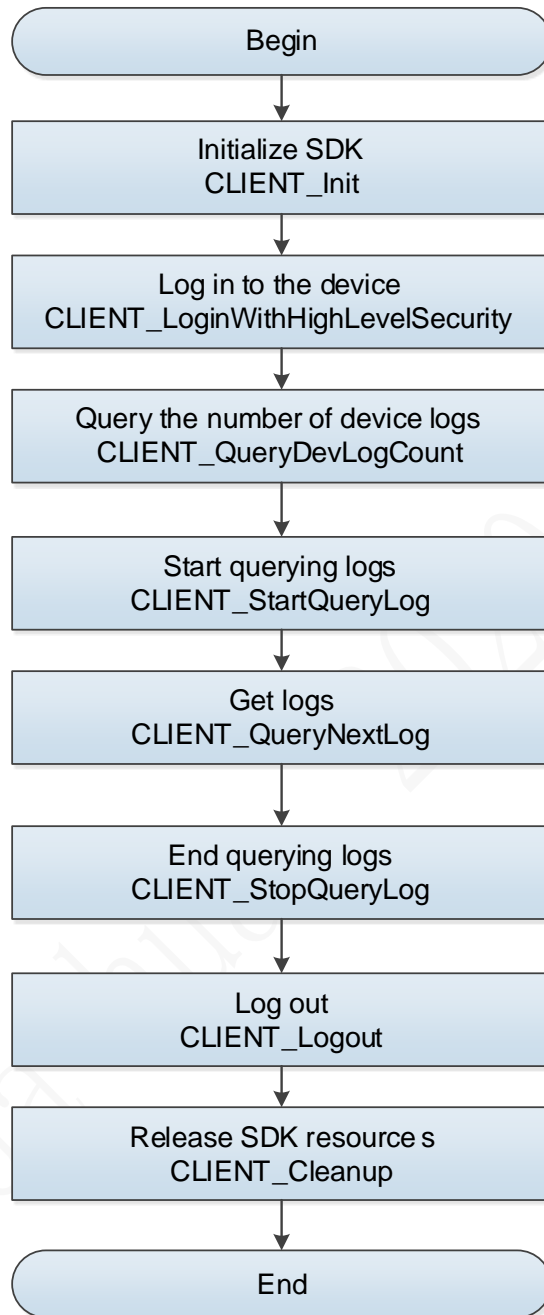 Begin
Initialize SDK
CLIENT_Init
Log in to the device
CLIENT_LoginWithHighLevelSecurity
Query the number of device logs
CLIENT_QueryDevLogCount
Start querying logs
CLIENT_StartQueryLog
Get logs
CLIENT_QueryNextLog
End querying logs
CLIENT_StopQueryLog
Log out
CLIENT_Logout
Release SDK resources
CLIENT_Cleanup
End